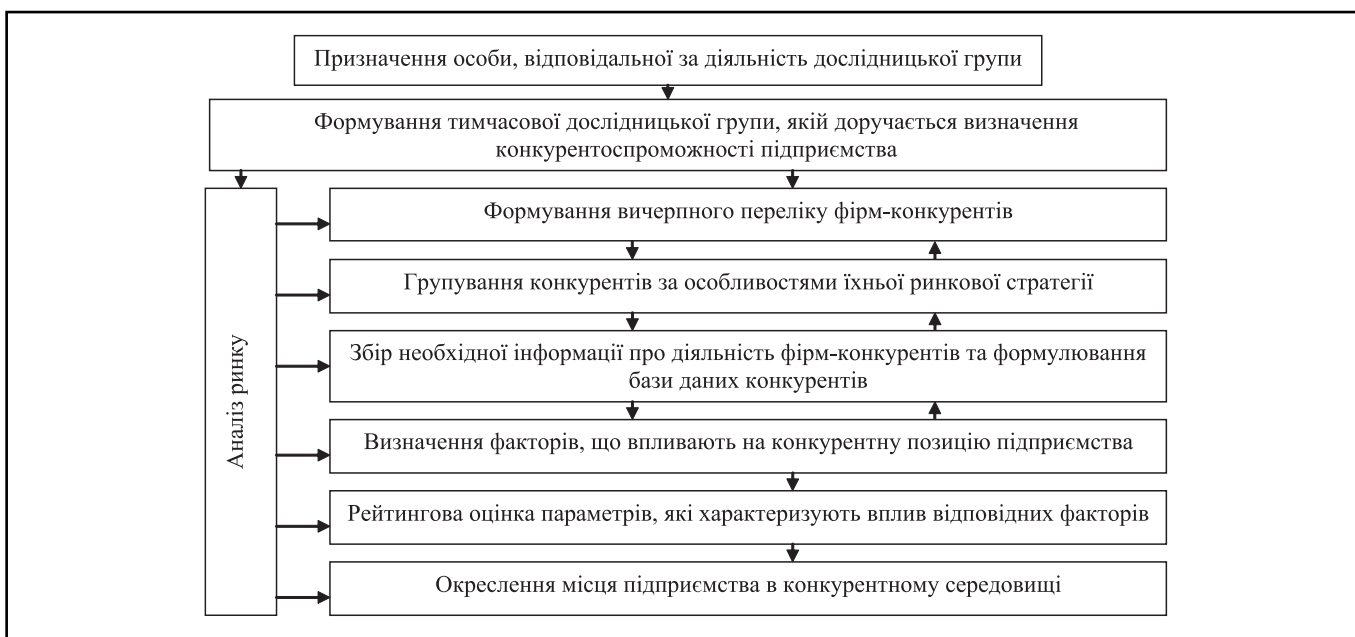 Призначення особи, відповідальної за діяльність дослідницької групи
Формування тимчасової дослідницької групи, якій доручається визначення
конкурентоспроможності підприємства
Аналіз ринку
Формування вичерпного переліку фірм-конкурентів
Групування конкурентів за особливостями їхньої ринкової стратегії
Збір необхідної інформації про діяльність фірм-конкурентів та формулювання
бази даних конкурентів
Визначення факторів, що впливають на конкурентну позицію підприємства
Рейтингова оцінка параметрів, які характеризують вплив відповідних факторів
Окреслення місця підприємства в конкурентному середовищі